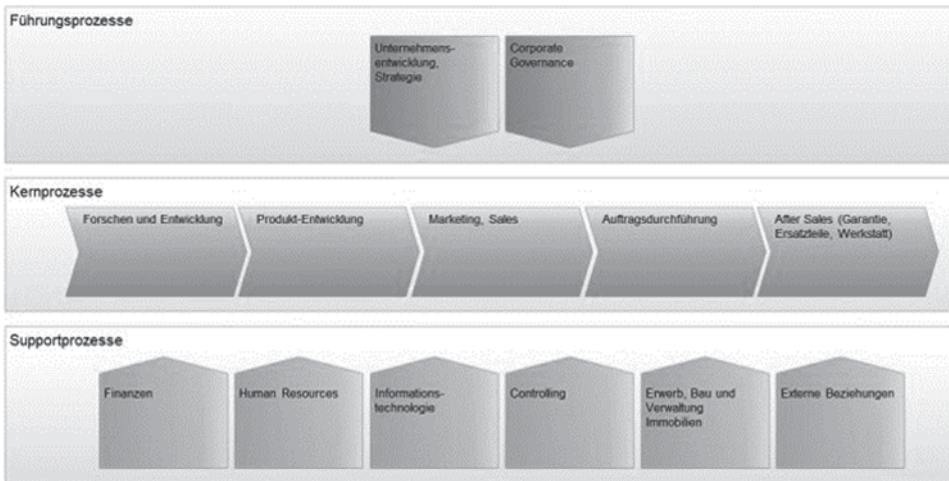 Führungsprozesse
Unternehmens-
entwicklung,
Strategie
Corporate
Governance
Kernprozesse
Forschen und Entwicklung
Produkt-Entwicklung
Marketing, Sales
Auftragsdurchführung
After Sales (Garantie,
Ersatzteile, Werkstatt)
Supportprozesse
Finanzen
Human Resources
Informations-
technologie
Controlling
Erwerb, Bau und
Verwaltung
Immobilien
Externe Beziehungen